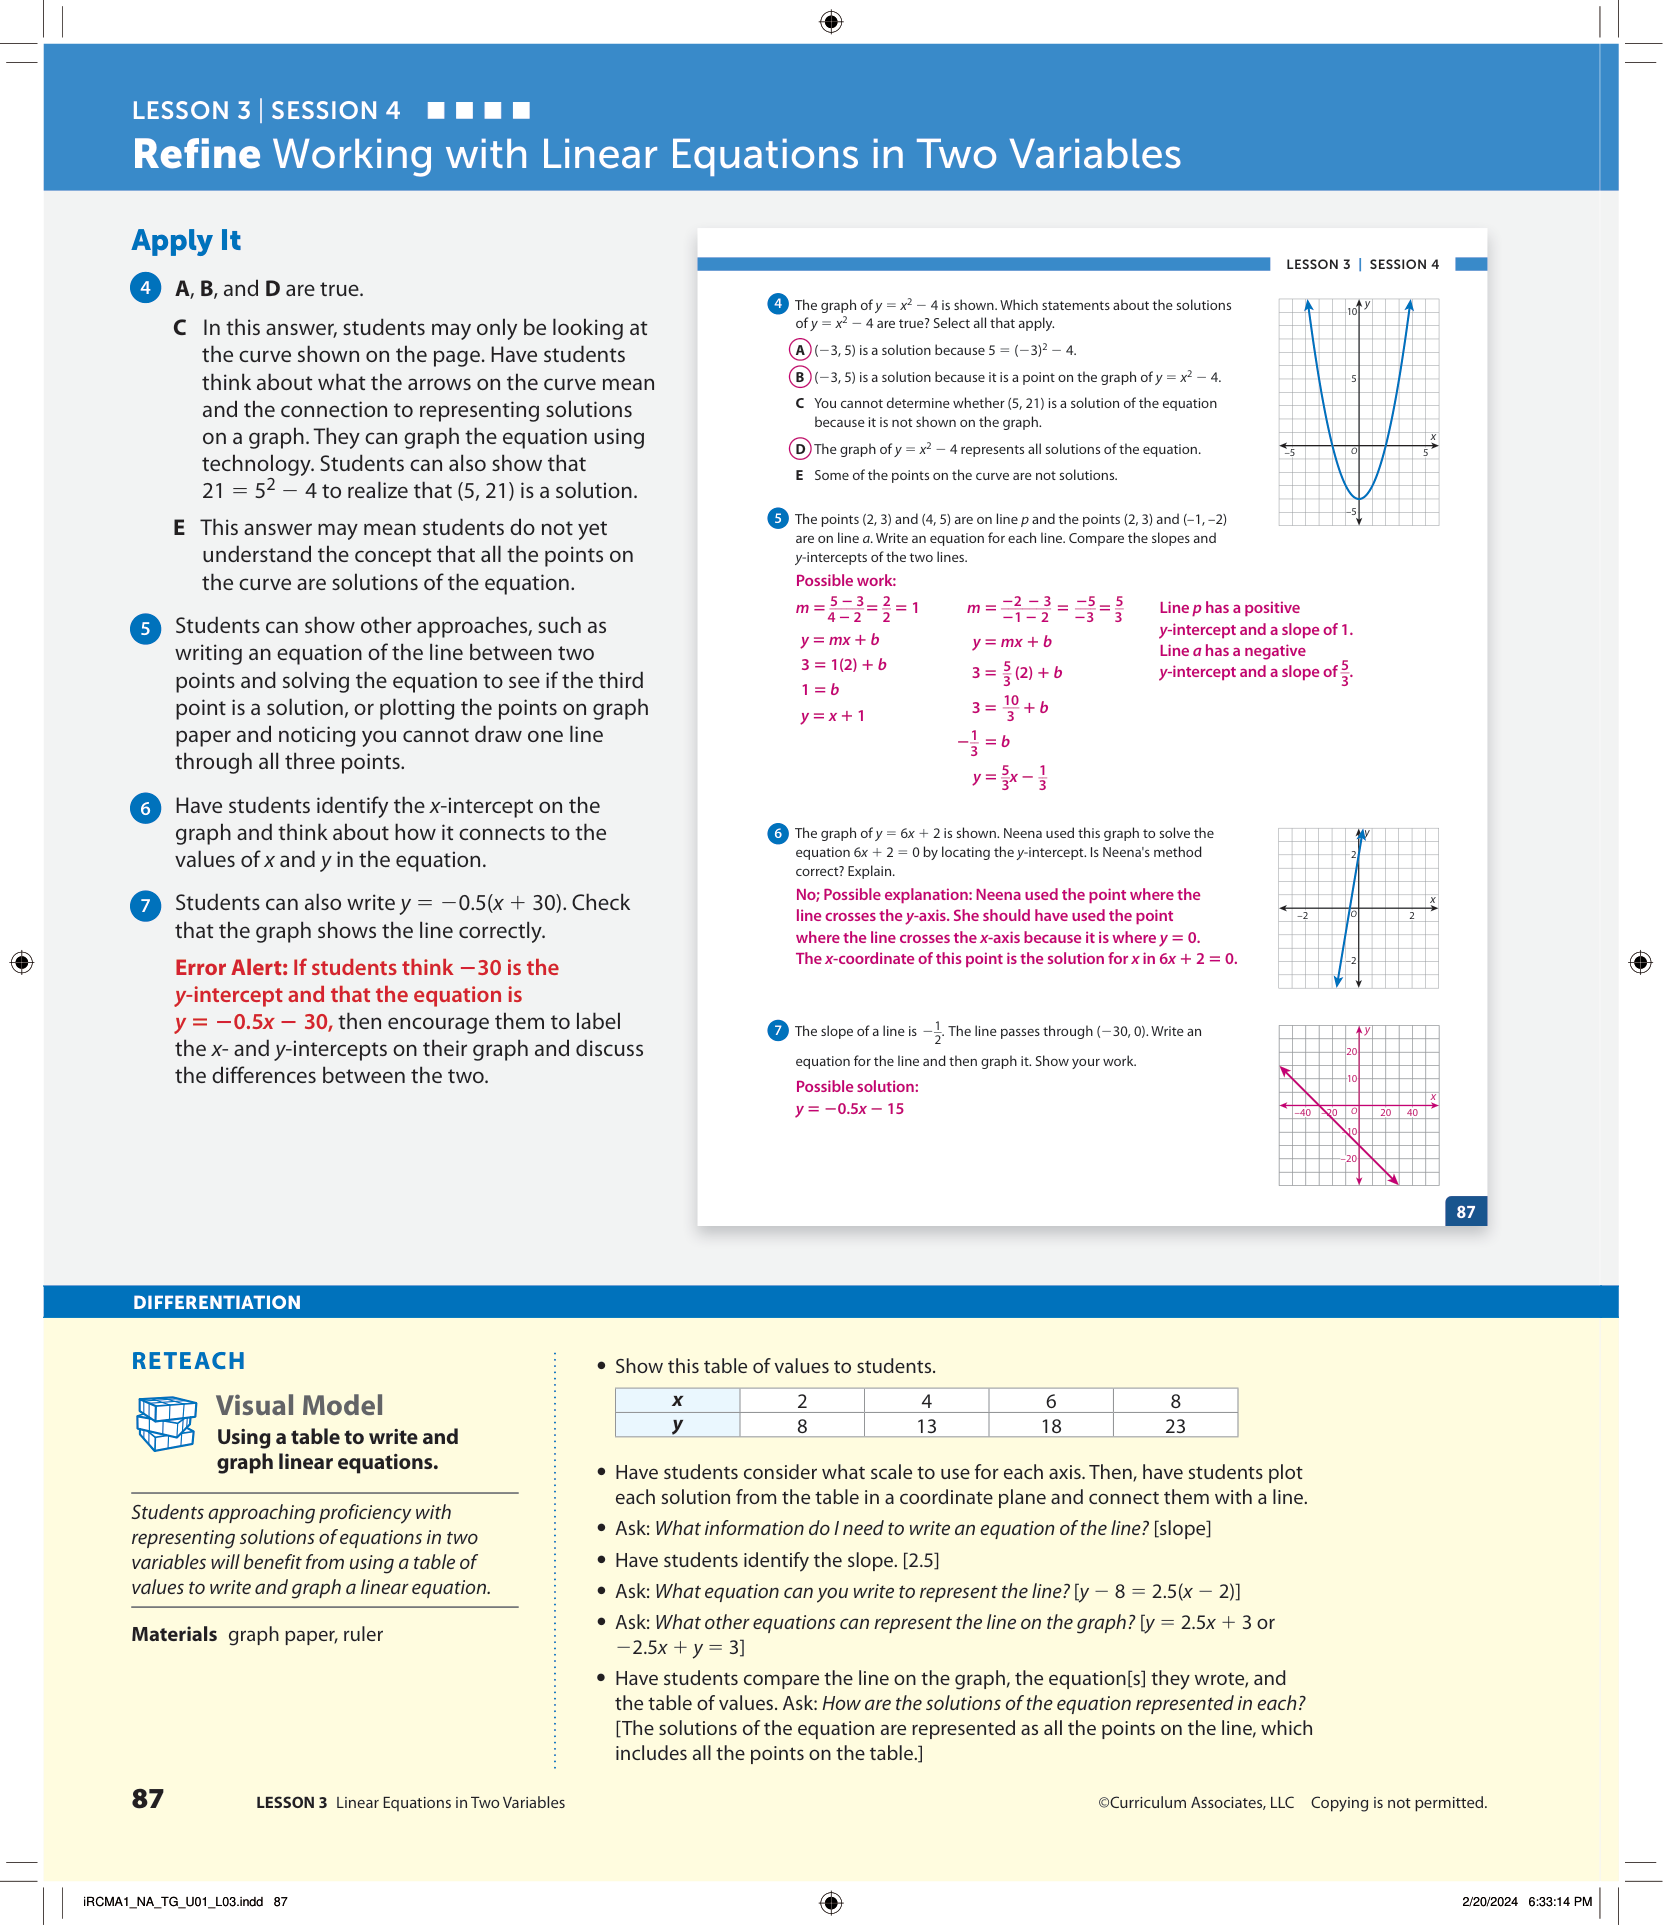 LESSON 3 | SESSION 4
Refine Working with Linear Equations in Two Variables
Apply It
4 A, B, and D are true.
C In this answer, students may only be looking at
the curve shown on the page. Have students
think about what the arrows on the curve mean
and the connection to representing solutions
on a graph. They can graph the equation using
technology. Students can also show that
21 = 5² − 4 to realize that (5, 21) is a solution.
E This answer may mean students do not yet
understand the concept that all the points on
the curve are solutions of the equation.
5 Students can show other approaches, such as
writing an equation of the line between two
points and solving the equation to see if the third
point is a solution, or plotting the points on graph
paper and noticing you cannot draw one line
through all three points.
6 Have students identify the x-intercept on the
graph and think about how it connects to the
values of x and y in the equation.
7 Students can also write y = −0.5(x + 30). Check
that the graph shows the line correctly.
Error Alert: If students think −30 is the
y-intercept and that the equation is
y = −0.5x − 30, then encourage them to label
the x- and y-intercepts on their graph and discuss
the differences between the two.
LESSON 3 | SESSION 4
4 The graph of y = x² − 4 is shown. Which statements about the solutions
of y = x² − 4 are true? Select all that apply.
A (−3, 5) is a solution because 5 = (−3)² − 4.
B (−3, 5) is a solution because it is a point on the graph of y = x² − 4.
C You cannot determine whether (5, 21) is a solution of the equation
because it is not shown on the graph.
D The graph of y = x² − 4 represents all solutions of the equation.
E Some of the points on the curve are not solutions.
y
10
5
x
−5 O 5
−5
5 The points (2, 3) and (4, 5) are on line p and the points (2, 3) and (–1, –2)
are on line a. Write an equation for each line. Compare the slopes and
y-intercepts of the two lines.
Possible work:
m = (5 − 3)/(4 − 2) = 2/2 = 1
y = mx + b
3 = 1(2) + b
1 = b
y = x + 1
m = (−2 − 3)/(−1 − 2) = −5/−3 = 5/3
y = mx + b
3 = 5/3 (2) + b
3 = 10/3 + b
−1/3 = b
y = 5/3x − 1/3
Line p has a positive
y-intercept and a slope of 1.
Line a has a negative
y-intercept and a slope of 5/3.
6 The graph of y = 6x + 2 is shown. Neena used this graph to solve the
equation 6x + 2 = 0 by locating the y-intercept. Is Neena's method
correct? Explain.
No; Possible explanation: Neena used the point where the
line crosses the y-axis. She should have used the point
where the line crosses the x-axis because it is where y = 0.
The x-coordinate of this point is the solution for x in 6x + 2 = 0.
y
2
x
−2 O 2
−2
7 The slope of a line is −1/2. The line passes through (−30, 0). Write an
equation for the line and then graph it. Show your work.
Possible solution:
y = −0.5x − 15
y
20
10
x
−40 −20 O 20 40
−10
−20
87
DIFFERENTIATION
RETEACH
Visual Model
Using a table to write and
graph linear equations.
Students approaching proficiency with
representing solutions of equations in two
variables will benefit from using a table of
values to write and graph a linear equation.
Materials graph paper, ruler
• Show this table of values to students.
x 2 4 6 8
y 8 13 18 23
• Have students consider what scale to use for each axis. Then, have students plot
each solution from the table in a coordinate plane and connect them with a line.
• Ask: What information do I need to write an equation of the line? [slope]
• Have students identify the slope. [2.5]
• Ask: What equation can you write to represent the line? [y − 8 = 2.5(x − 2)]
• Ask: What other equations can represent the line on the graph? [y = 2.5x + 3 or
−2.5x + y = 3]
• Have students compare the line on the graph, the equation[s] they wrote, and
the table of values. Ask: How are the solutions of the equation represented in each?
[The solutions of the equation are represented as all the points on the line, which
includes all the points on the table.]
87 LESSON 3 Linear Equations in Two Variables
©Curriculum Associates, LLC Copying is not permitted.
iRCMA1_NA_TG_U01_L03.indd 87
2/20/2024 6:33:14 PM